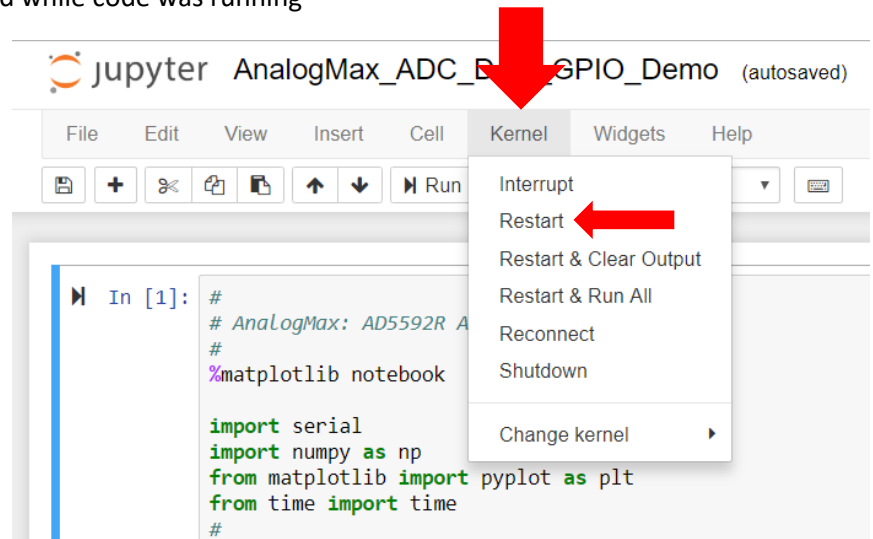 d while code was running
jupyter AnalogMax_ADC_D GPIO_Demo (autosaved)
File Edit View Insert Cell Kernel Widgets Help
Run
Interrupt
Restart
Restart & Clear Output
Restart & Run All
Reconnect
Shutdown
Change kernel
In [1]: #
# AnalogMax: AD5592R A
#
%matplotlib notebook
import serial
import numpy as np
from matplotlib import pyplot as plt
from time import time
#